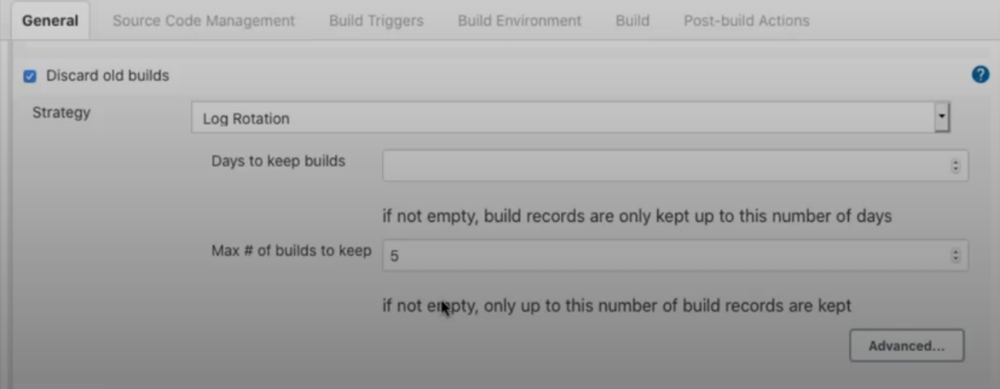 General Source Code Management Build Triggers Build Environment Build Post-build Actions
Discard old builds ?
Strategy Log Rotation
Days to keep builds
if not empty, build records are only kept up to this number of days
Max # of builds to keep 5
if not empty, only up to this number of build records are kept
Advanced...